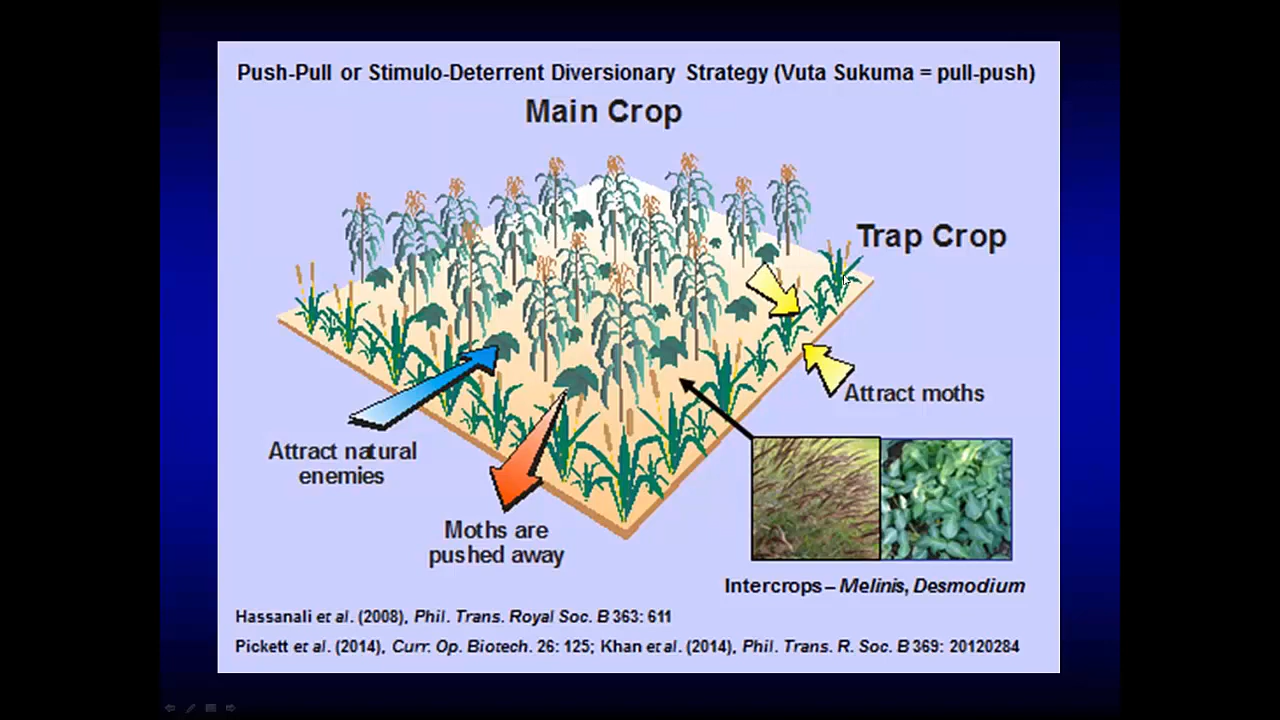 Push-Pull or Stimulo-Deterrent Diversionary Strategy (Vuta Sukuma = pull-push)
Main Crop
Trap Crop
Attract moths
Attract natural
enemies
Moths are
pushed away
Intercrops – Melinis, Desmodium
Hassanali et al. (2008), Phil. Trans. Royal Soc. B 363: 611
Pickett et al. (2014), Curr. Op. Biotech. 26: 125; Khan et al. (2014), Phil. Trans. R. Soc. B 369: 20120284